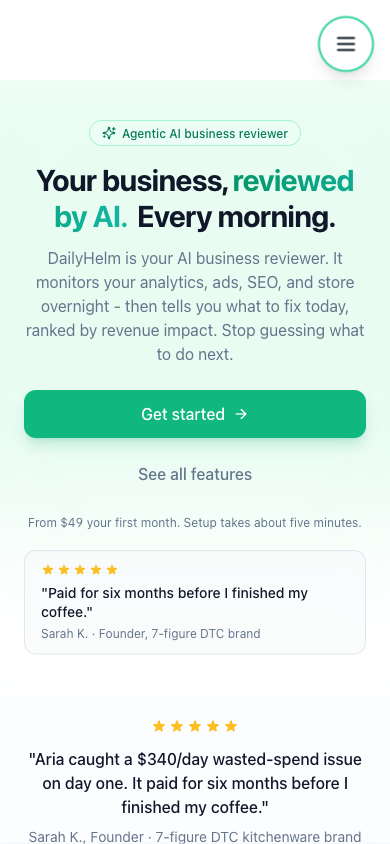 Agentic AI business reviewer
Your business, reviewed
by AI. Every morning.
DailyHelm is your AI business reviewer. It
monitors your analytics, ads, SEO, and store
overnight - then tells you what to fix today,
ranked by revenue impact. Stop guessing what
to do next.
Get started →
See all features
From $49 your first month. Setup takes about five minutes.
"Paid for six months before I finished my
coffee."
Sarah K. · Founder, 7-figure DTC brand
"Aria caught a $340/day wasted-spend issue
on day one. It paid for six months before I
finished my coffee."
Sarah K., Founder · 7-figure DTC kitchenware brand